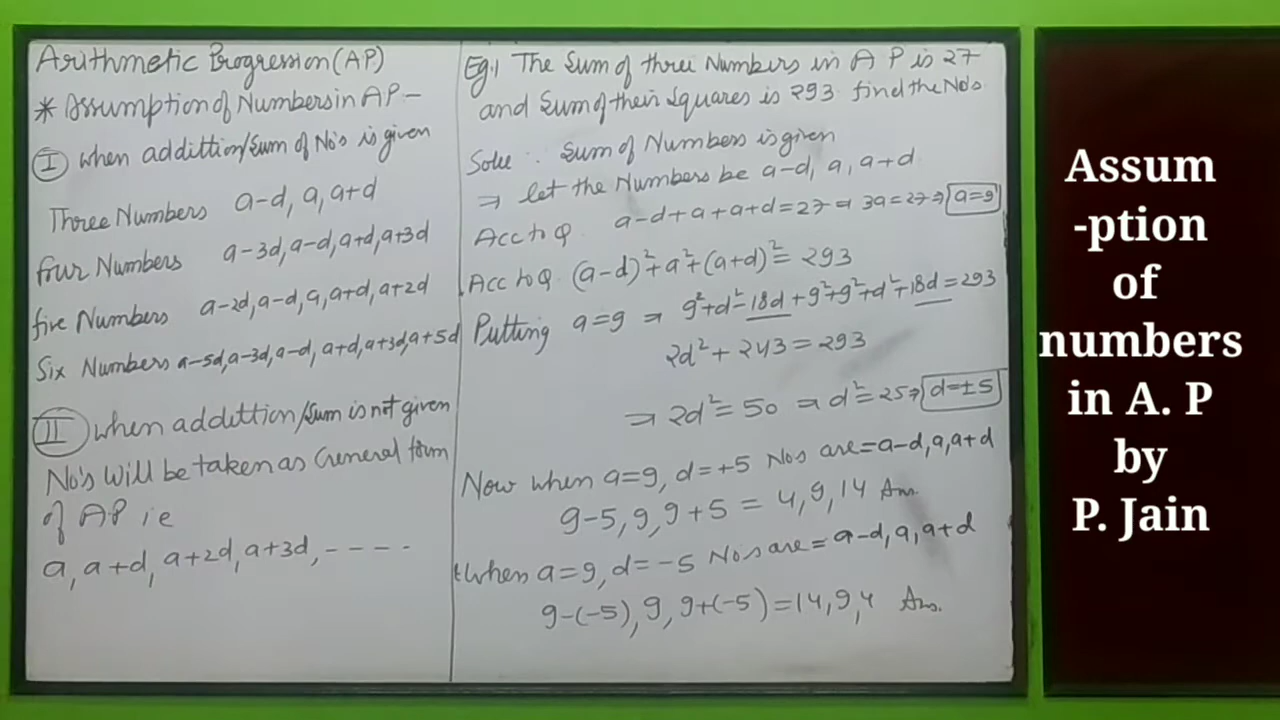 Arithmetic Progression (AP)
* Assumption of Numbers in AP –
I when addittion/Sum of No's is given
Three Numbers a-d, a, a+d
four Numbers a-3d, a-d, a+d, a+3d
five Numbers a-2d, a-d, a, a+d, a+2d
Six Numbers a-5d, a-3d, a-d, a+d, a+3d, a+5d
II when addittion/Sum is not given
No's will be taken as General form
of AP ie
a, a+d, a+2d, a+3d, - - - -
Eg.1 The Sum of three Numbers in A P is 27
and Sum of their Squares is 293 find the No's
Solu ∵ Sum of Numbers is given
⇒ let the Numbers be a-d, a, a+d
Acc to Q. a-d+a+a+d=27 ⇒ 3a=27 ⇒ a=9
Acc to Q. (a-d)²+a²+(a+d)² = 293
Putting a=9 ⇒ 9²+d²-18d+9²+9²+d²+18d=293
2d²+243=293
⇒ 2d²=50 ⇒ d²=25 ⇒ d=±5
Now when a=9, d=+5 Nos are=a-d, a, a+d
9-5, 9, 9+5 = 4, 9, 14 Ans.
When a=9, d=-5 No's are= a-d, a, a+d
9-(-5), 9, 9+(-5)=14, 9, 4 Ans.
Assum
-ption
of
numbers
in A. P
by
P. Jain